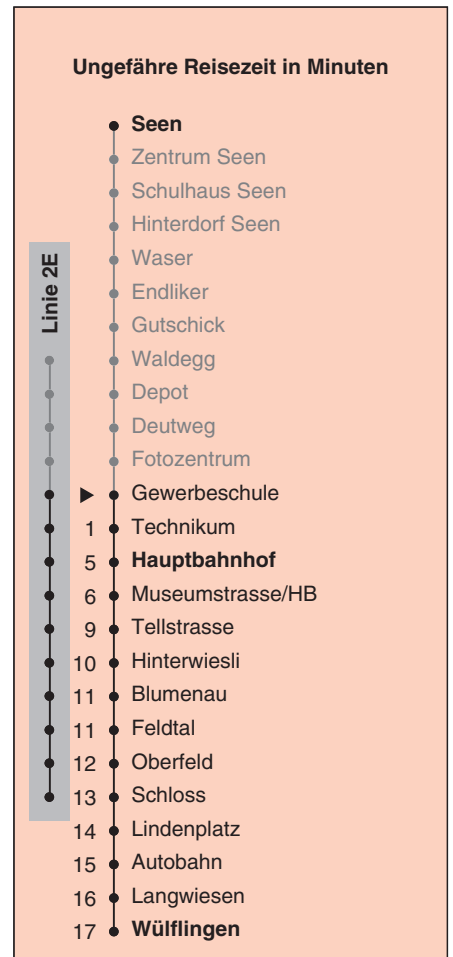 Ungefähre Reisezeit in Minuten
Seen
Zentrum Seen
Schulhaus Seen
Hinterdorf Seen
Waser
Endliker
Gutschick
Waldegg
Depot
Deutweg
Fotozentrum
Linie 2E
Gewerbeschule
1 Technikum
5 Hauptbahnhof
6 Museumstrasse/HB
9 Tellstrasse
10 Hinterwiesli
11 Blumenau
11 Feldtal
12 Oberfeld
13 Schloss
14 Lindenplatz
15 Autobahn
16 Langwiesen
17 Wülflingen